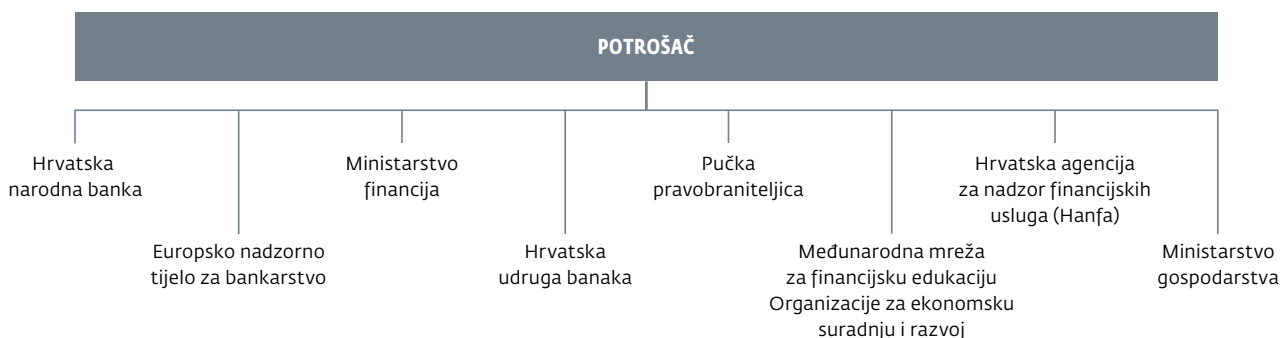 POTROŠAČ
Hrvatska
narodna banka
Europsko nadzorno
tijelo za bankarstvo
Ministarstvo
financija
Hrvatska
udruga banaka
Pučka
pravobraniteljica
Međunarodna mreža
za financijsku edukaciju
Organizacije za ekonomsku
suradnju i razvoj
Hrvatska agencija
za nadzor financijskih
usluga (Hanfa)
Ministarstvo
gospodarstva